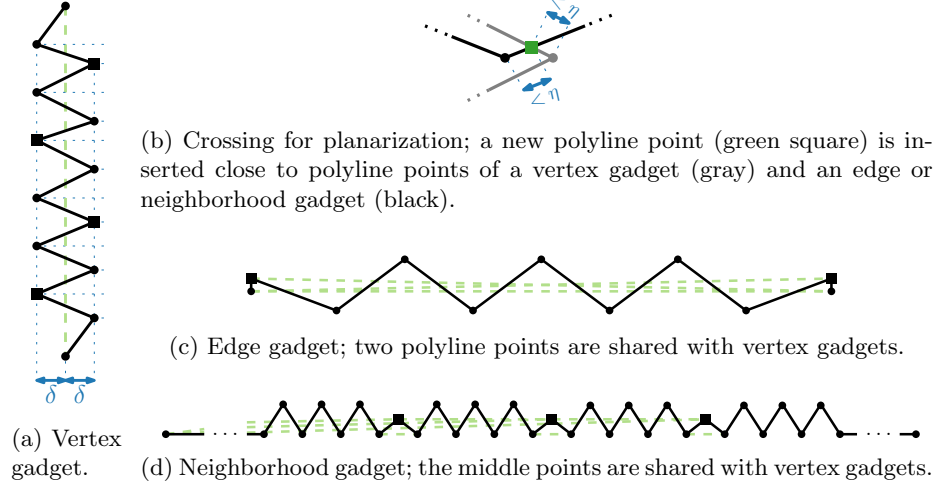 < η
< η
(b) Crossing for planarization; a new polyline point (green square) is in-
serted close to polyline points of a vertex gadget (gray) and an edge or
neighborhood gadget (black).
(c) Edge gadget; two polyline points are shared with vertex gadgets.
δ δ
(a) Vertex
gadget.
(d) Neighborhood gadget; the middle points are shared with vertex gadgets.